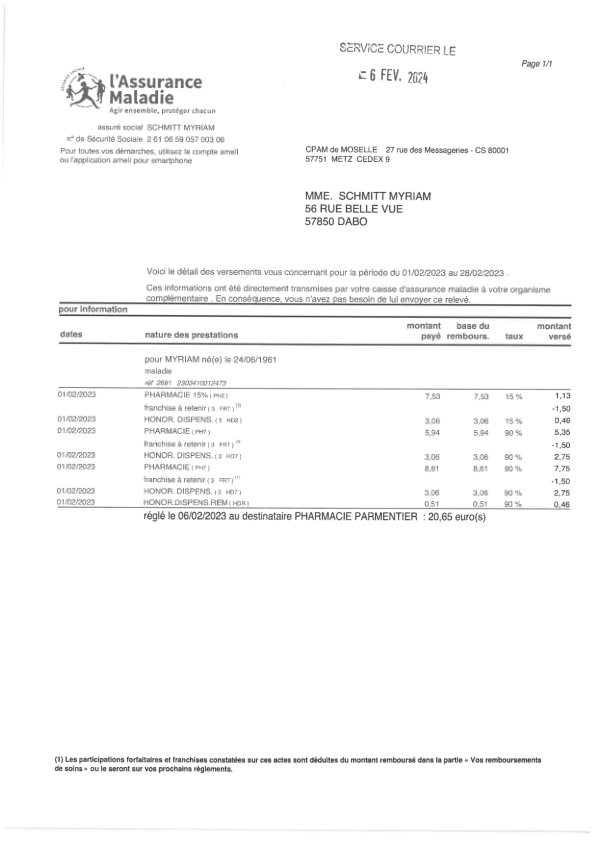 SERVICE COURRIER LE
- 6 FEV. 2024
Page 1/1
l'Assurance
Maladie
Agir ensemble, protéger chacun
assuré social SCHMITT MYRIAM
n° de Sécurité Sociale 2 61 06 59 057 003 06
Pour toutes vos démarches, utilisez le compte ameli
ou l'application ameli pour smartphone
CPAM de MOSELLE 27 rue des Messageries - CS 80001
57751 METZ CEDEX 9
MME. SCHMITT MYRIAM
56 RUE BELLE VUE
57850 DABO
Voici le détail des versements vous concernant pour la période du 01/02/2023 au 28/02/2023 .
Ces informations ont été directement transmises par votre caisse d'assurance maladie à votre organisme
complémentaire . En conséquence, vous n'avez pas besoin de lui envoyer ce relevé.
pour information
dates nature des prestations montant payé base du rembours. taux montant versé
pour MYRIAM né(e) le 24/06/1961
maladie
réf 2681 2303410012473
01/02/2023 PHARMACIE 15% ( PH2 ) 7,53 7,53 15 % 1,13
franchise à retenir ( 3 FRT ) (1) -1,50
01/02/2023 HONOR. DISPENS. ( 3 HD2 ) 3,06 3,06 15 % 0,46
01/02/2023 PHARMACIE ( PH7 ) 5,94 5,94 90 % 5,35
franchise à retenir ( 3 FRT ) (1) -1,50
01/02/2023 HONOR. DISPENS. ( 3 HD7 ) 3,06 3,06 90 % 2,75
01/02/2023 PHARMACIE ( PH7 ) 8,61 8,61 90 % 7,75
franchise à retenir ( 3 FRT ) (1) -1,50
01/02/2023 HONOR. DISPENS. ( 3 HD7 ) 3,06 3,06 90 % 2,75
01/02/2023 HONOR.DISPENS.REM ( HDR ) 0,51 0,51 90 % 0,46
réglé le 06/02/2023 au destinataire PHARMACIE PARMENTIER : 20,65 euro(s)
(1) Les participations forfaitaires et franchises constatées sur ces actes sont déduites du montant remboursé dans la partie « Vos remboursements
de soins » ou le seront sur vos prochains règlements.